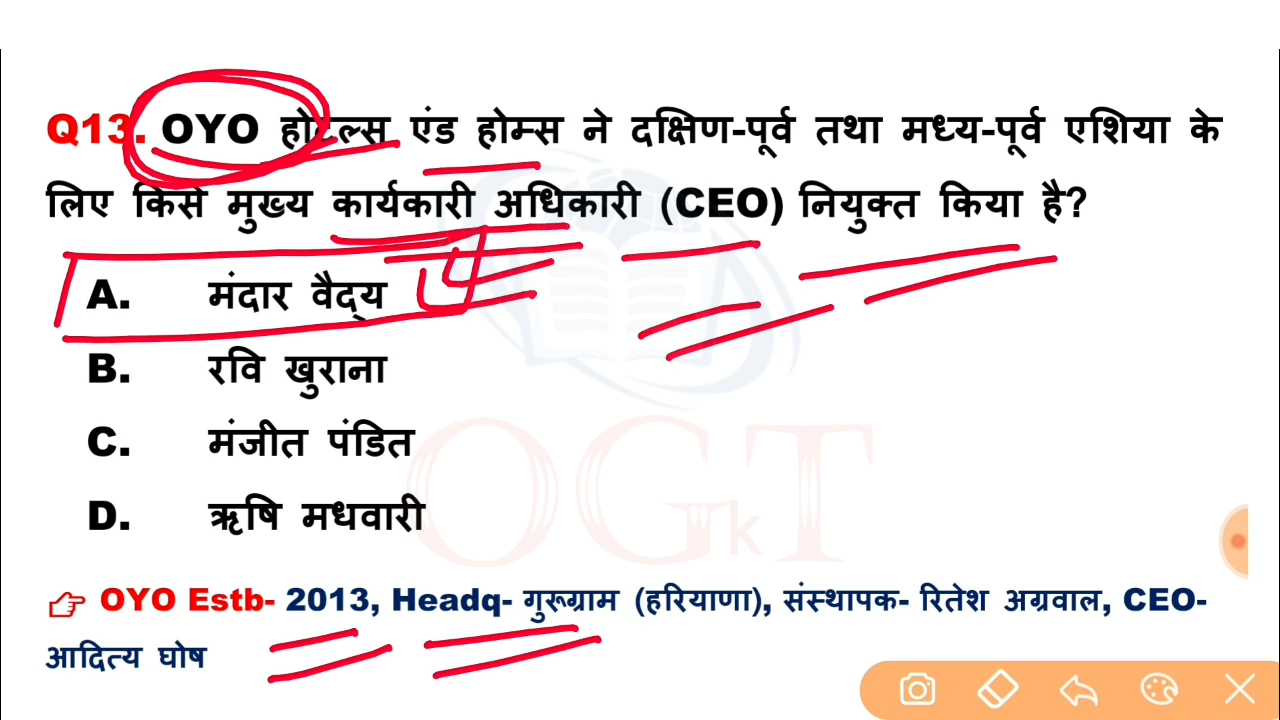 Q13. OYO होटल्स एंड होम्स ने दक्षिण-पूर्व तथा मध्य-पूर्व एशिया के
लिए किसे मुख्य कार्यकारी अधिकारी (CEO) नियुक्त किया है?
A. मंदार वैद्य
B. रवि खुराना
C. मंजीत पंडित
D. ऋषि मधवारी
OGkT
OYO Estb- 2013, Headq- गुरूग्राम (हरियाणा), संस्थापक- रितेश अग्रवाल, CEO-
आदित्य घोष